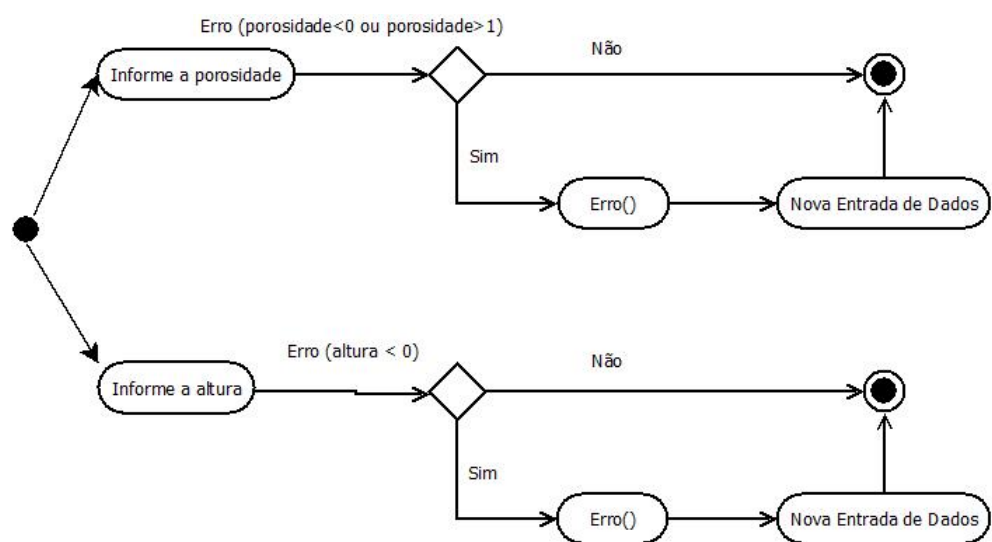 Erro (porosidade<0 ou porosidade>1)
Não
Informe a porosidade
Sim
Erro()
Nova Entrada de Dados
Erro (altura < 0)
Não
Informe a altura
Sim
Erro()
Nova Entrada de Dados